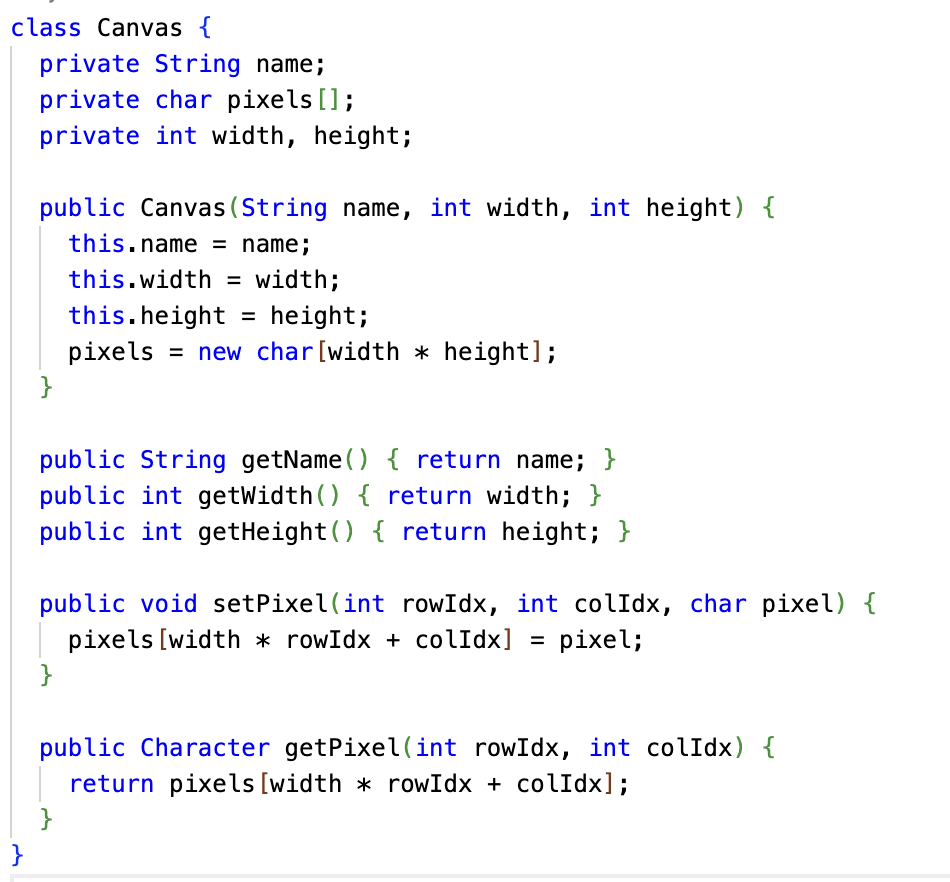 class Canvas {
  private String name;
  private char pixels[];
  private int width, height;

  public Canvas(String name, int width, int height) {
    this.name = name;
    this.width = width;
    this.height = height;
    pixels = new char[width * height];
  }

  public String getName() { return name; }
  public int getWidth() { return width; }
  public int getHeight() { return height; }

  public void setPixel(int rowIdx, int colIdx, char pixel) {
    pixels[width * rowIdx + colIdx] = pixel;
  }

  public Character getPixel(int rowIdx, int colIdx) {
    return pixels[width * rowIdx + colIdx];
  }
}